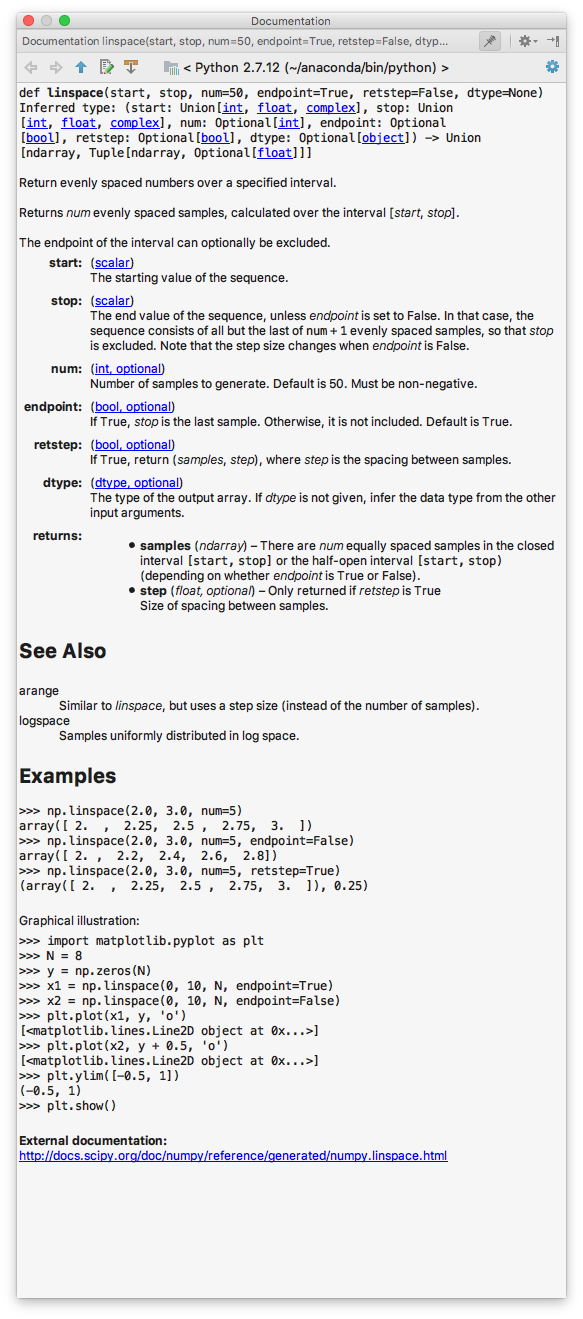 Documentation
Documentation linspace(start, stop, num=50, endpoint=True, retstep=False, dtyp...
< Python 2.7.12 (~/anaconda/bin/python) >
def linspace(start, stop, num=50, endpoint=True, retstep=False, dtype=None)
Inferred type: (start: Union[int, float, complex], stop: Union
[int, float, complex], num: Optional[int], endpoint: Optional
[bool], retstep: Optional[bool], dtype: Optional[object]) –> Union
[ndarray, Tuple[ndarray, Optional[float]]]
Return evenly spaced numbers over a specified interval.
Returns num evenly spaced samples, calculated over the interval [start, stop].
The endpoint of the interval can optionally be excluded.
start: (scalar)
The starting value of the sequence.
stop: (scalar)
The end value of the sequence, unless endpoint is set to False. In that case, the
sequence consists of all but the last of num + 1 evenly spaced samples, so that stop
is excluded. Note that the step size changes when endpoint is False.
num: (int, optional)
Number of samples to generate. Default is 50. Must be non-negative.
endpoint: (bool, optional)
If True, stop is the last sample. Otherwise, it is not included. Default is True.
retstep: (bool, optional)
If True, return (samples, step), where step is the spacing between samples.
dtype: (dtype, optional)
The type of the output array. If dtype is not given, infer the data type from the other
input arguments.
returns:
• samples (ndarray) – There are num equally spaced samples in the closed
interval [start, stop] or the half-open interval [start, stop)
(depending on whether endpoint is True or False).
• step (float, optional) – Only returned if retstep is True
Size of spacing between samples.
See Also
arange
Similar to linspace, but uses a step size (instead of the number of samples).
logspace
Samples uniformly distributed in log space.
Examples
>>> np.linspace(2.0, 3.0, num=5)
array([ 2.  ,  2.25,  2.5 ,  2.75,  3.  ])
>>> np.linspace(2.0, 3.0, num=5, endpoint=False)
array([ 2. ,  2.2,  2.4,  2.6,  2.8])
>>> np.linspace(2.0, 3.0, num=5, retstep=True)
(array([ 2.  ,  2.25,  2.5 ,  2.75,  3.  ]), 0.25)
Graphical illustration:
>>> import matplotlib.pyplot as plt
>>> N = 8
>>> y = np.zeros(N)
>>> x1 = np.linspace(0, 10, N, endpoint=True)
>>> x2 = np.linspace(0, 10, N, endpoint=False)
>>> plt.plot(x1, y, 'o')
[<matplotlib.lines.Line2D object at 0x...>]
>>> plt.plot(x2, y + 0.5, 'o')
[<matplotlib.lines.Line2D object at 0x...>]
>>> plt.ylim([–0.5, 1])
(–0.5, 1)
>>> plt.show()
External documentation:
http://docs.scipy.org/doc/numpy/reference/generated/numpy.linspace.html